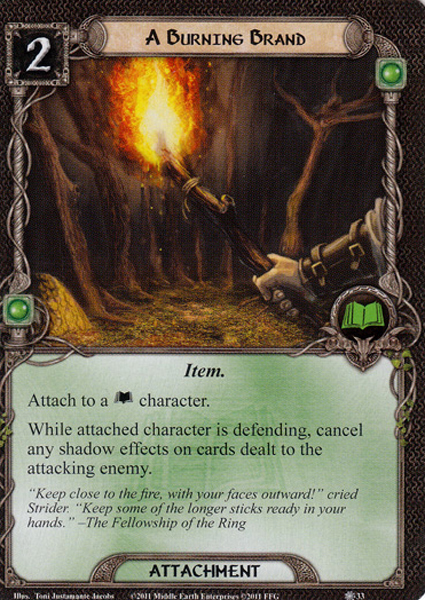 2
A Burning Brand
Item.
Attach to a character.
While attached character is defending, cancel
any shadow effects on cards dealt to the
attacking enemy.
“Keep close to the fire, with your faces outward!” cried
Strider. “Keep some of the longer sticks ready in your
hands.” –The Fellowship of the Ring
ATTACHMENT
Illus. Toni Justamante Jacobs ©2011 Middle Earth Enterprises ©2011 FFG 33